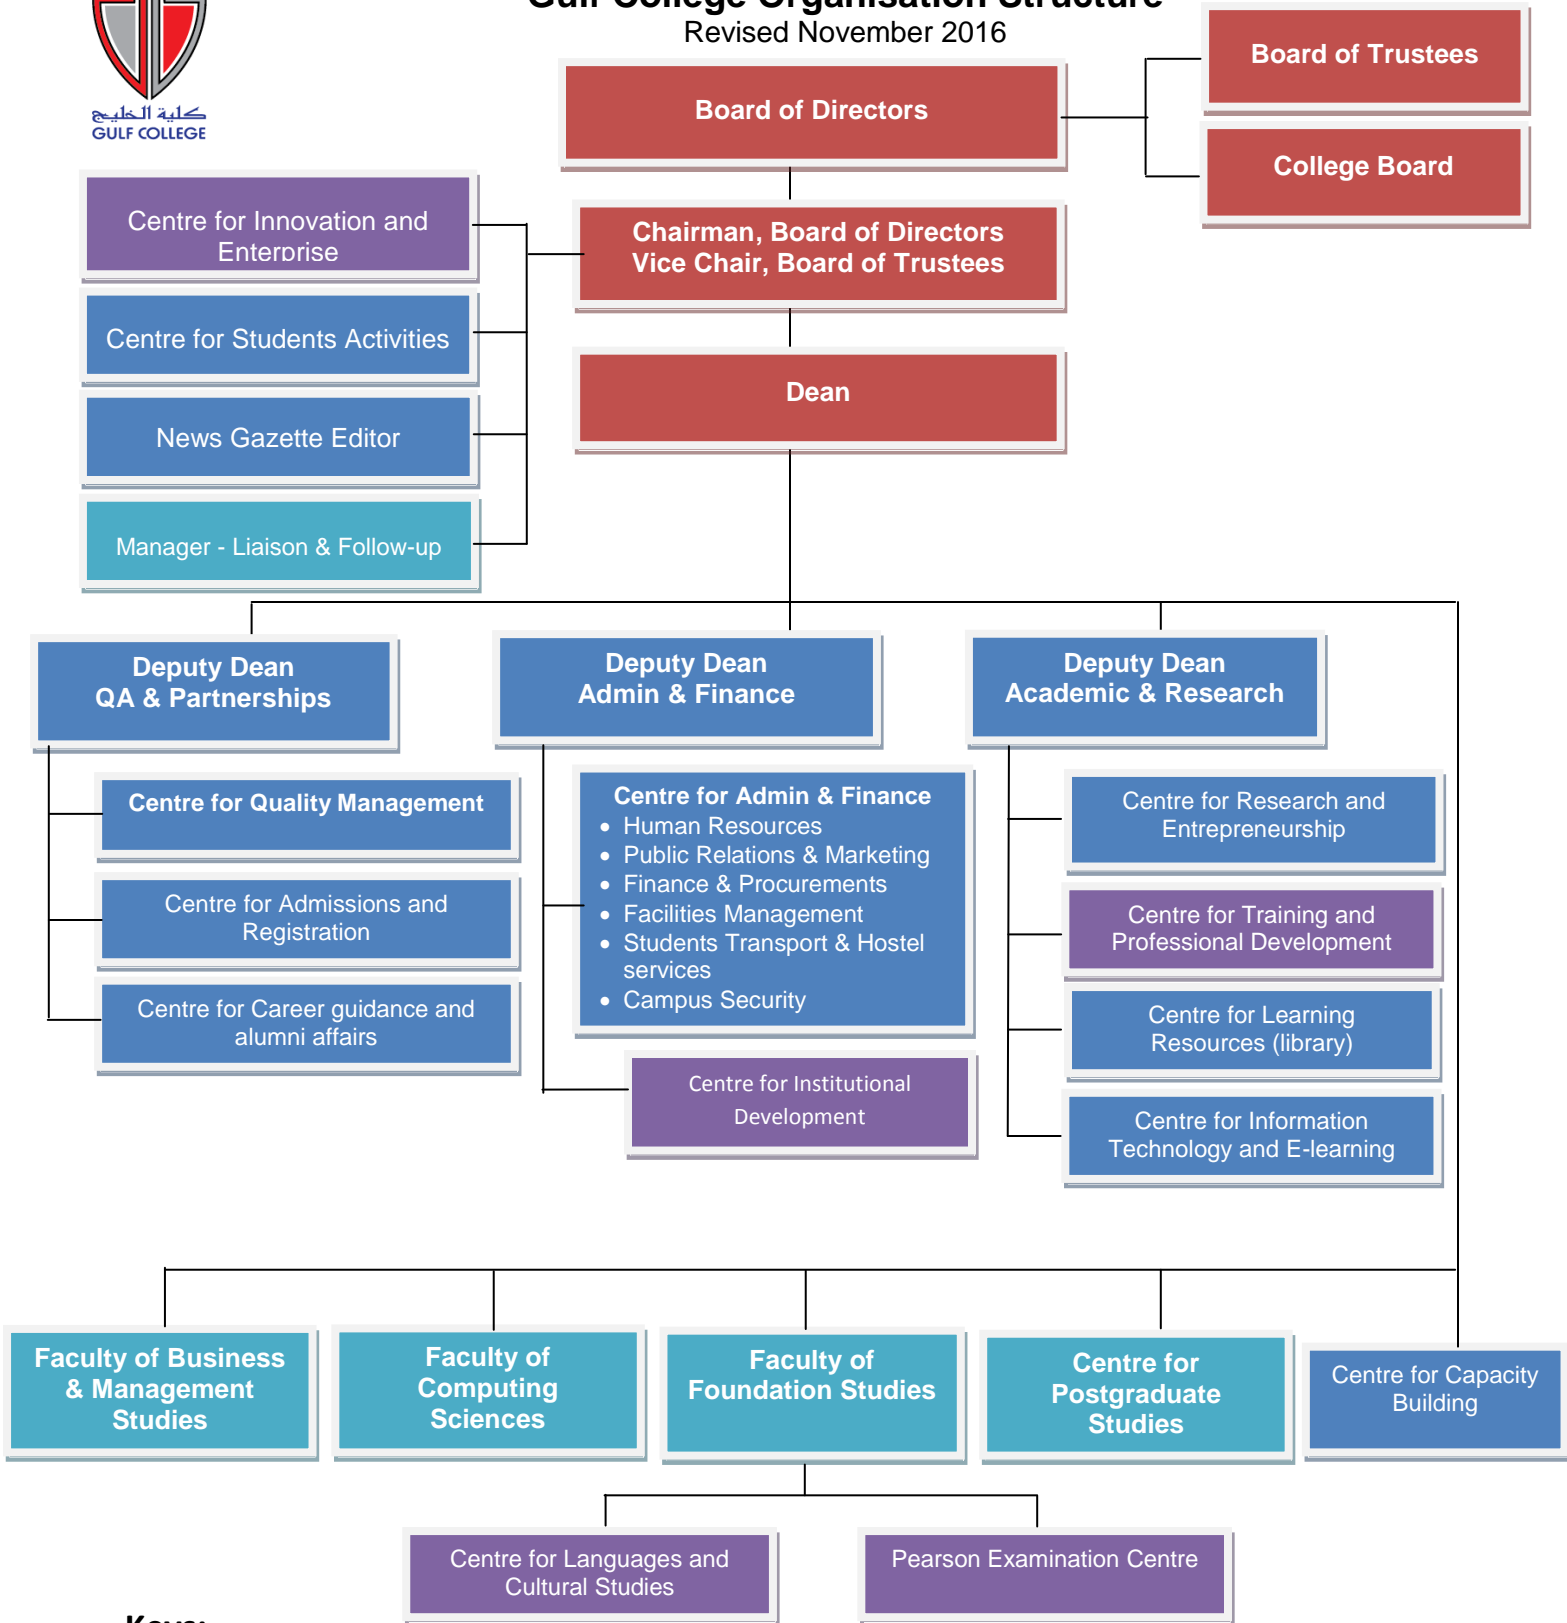 Gulf College Organisation Structure
Revised November 2016
كلية الخليج
GULF COLLEGE
Board of Directors
Board of Trustees
College Board
Chairman, Board of Directors
Vice Chair, Board of Trustees
Centre for Innovation and
Enterprise
Centre for Students Activities
News Gazette Editor
Manager - Liaison & Follow-up
Dean
Deputy Dean
QA & Partnerships
Deputy Dean
Admin & Finance
Deputy Dean
Academic & Research
Centre for Quality Management
Centre for Admissions and
Registration
Centre for Career guidance and
alumni affairs
Centre for Admin & Finance
• Human Resources
• Public Relations & Marketing
• Finance & Procurements
• Facilities Management
• Students Transport & Hostel
services
• Campus Security
Centre for Institutional
Development
Centre for Research and
Entrepreneurship
Centre for Training and
Professional Development
Centre for Learning
Resources (library)
Centre for Information
Technology and E-learning
Faculty of Business
& Management
Studies
Faculty of
Computing
Sciences
Faculty of
Foundation Studies
Centre for
Postgraduate
Studies
Centre for Capacity
Building
Centre for Languages and
Cultural Studies
Pearson Examination Centre
Keys: